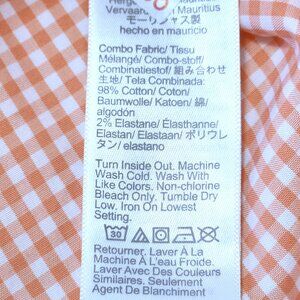 Vervaardigd in Mauritius
モーリシャス製
hecho en mauricio
Combo Fabric/ Tissu
Mélangé/ Combo-stoff/
Combinatiestof/ 組み合わせ
生地/ Tela Combinada:
98% Cotton/ Coton/
Baumwolle/ Katoen/ 綿/
algodón
2% Elastane/ Élasthanne/
Elastan/ Elastaan/ ポリウレ
タン/ elastano
Turn Inside Out. Machine
Wash Cold. Wash With
Like Colors. Non-chlorine
Bleach Only. Tumble Dry
Low. Iron On Lowest
Setting.
30
Retourner. Laver À La
Machine À L'eau Froide.
Laver Avec Des Couleurs
Similaires. Seulement
Agent De Blanchiment